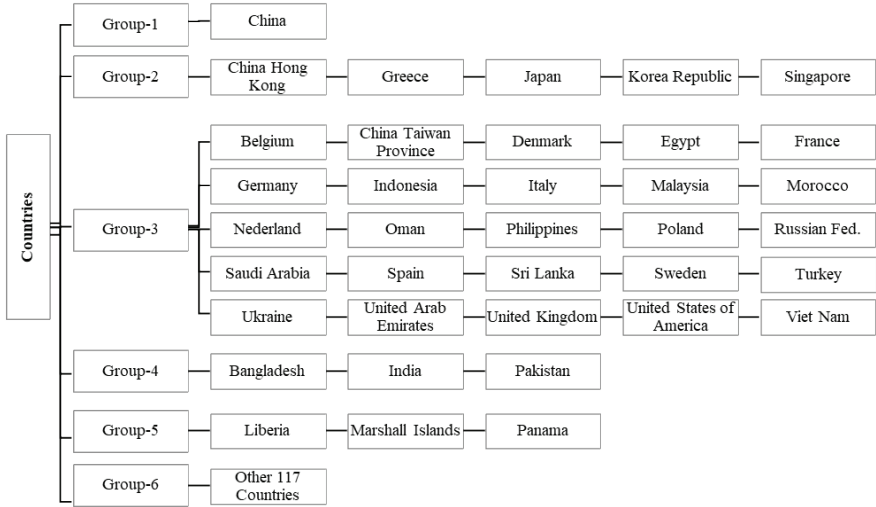 Countries
Group-1
China
Group-2
China Hong
Kong
Greece
Japan
Korea Republic
Singapore
Group-3
Belgium
China Taiwan
Province
Denmark
Egypt
France
Germany
Indonesia
Italy
Malaysia
Morocco
Nederland
Oman
Philippines
Poland
Russian Fed.
Saudi Arabia
Spain
Sri Lanka
Sweden
Turkey
Ukraine
United Arab
Emirates
United Kingdom
United States of
America
Viet Nam
Group-4
Bangladesh
India
Pakistan
Group-5
Liberia
Marshall Islands
Panama
Group-6
Other 117
Countries